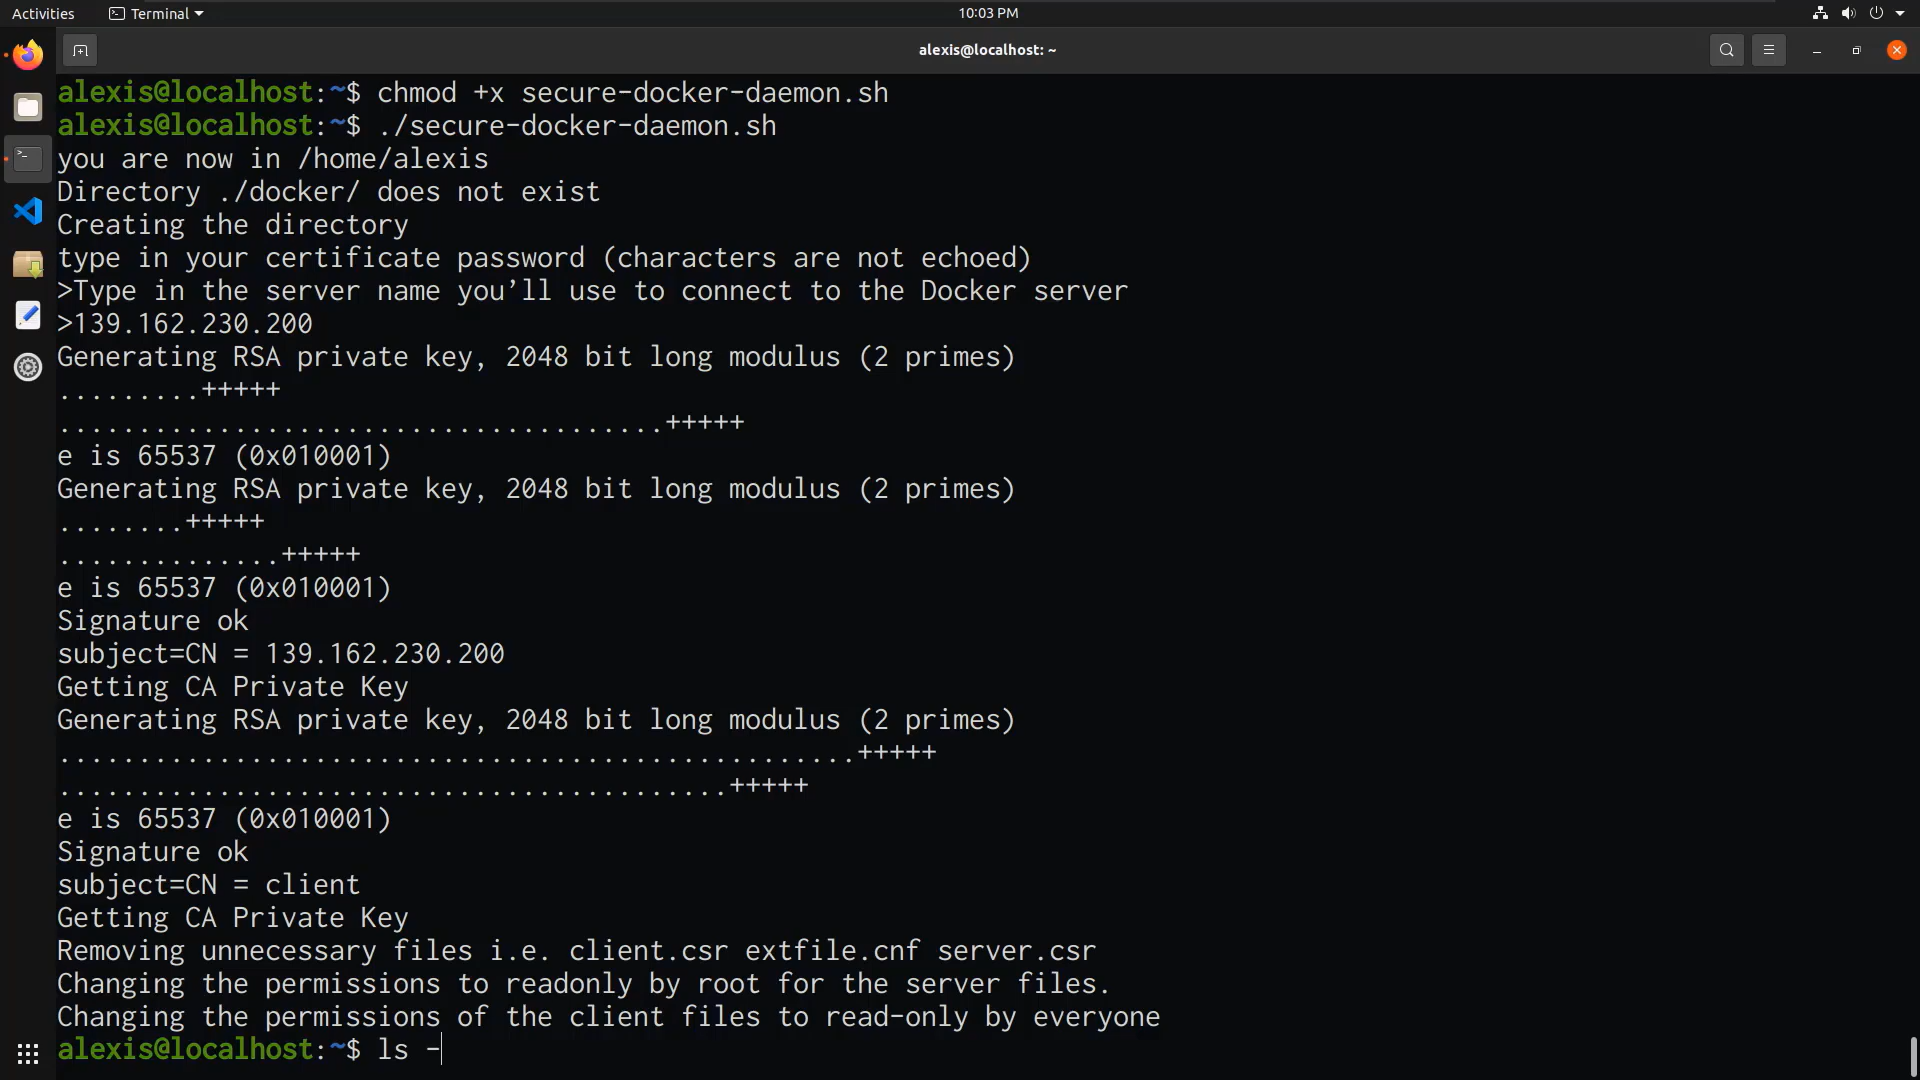 Activities
Terminal
10:03 PM
alexis@localhost: ~
alexis@localhost:~$ chmod +x secure-docker-daemon.sh
alexis@localhost:~$ ./secure-docker-daemon.sh
you are now in /home/alexis
Directory ./docker/ does not exist
Creating the directory
type in your certificate password (characters are not echoed)
>Type in the server name you’ll use to connect to the Docker server
>139.162.230.200
Generating RSA private key, 2048 bit long modulus (2 primes)
.........+++++
......................................+++++
e is 65537 (0x010001)
Generating RSA private key, 2048 bit long modulus (2 primes)
........+++++
..............+++++
e is 65537 (0x010001)
Signature ok
subject=CN = 139.162.230.200
Getting CA Private Key
Generating RSA private key, 2048 bit long modulus (2 primes)
..................................................+++++
..........................................+++++
e is 65537 (0x010001)
Signature ok
subject=CN = client
Getting CA Private Key
Removing unnecessary files i.e. client.csr extfile.cnf server.csr
Changing the permissions to readonly by root for the server files.
Changing the permissions of the client files to read-only by everyone
alexis@localhost:~$ ls -